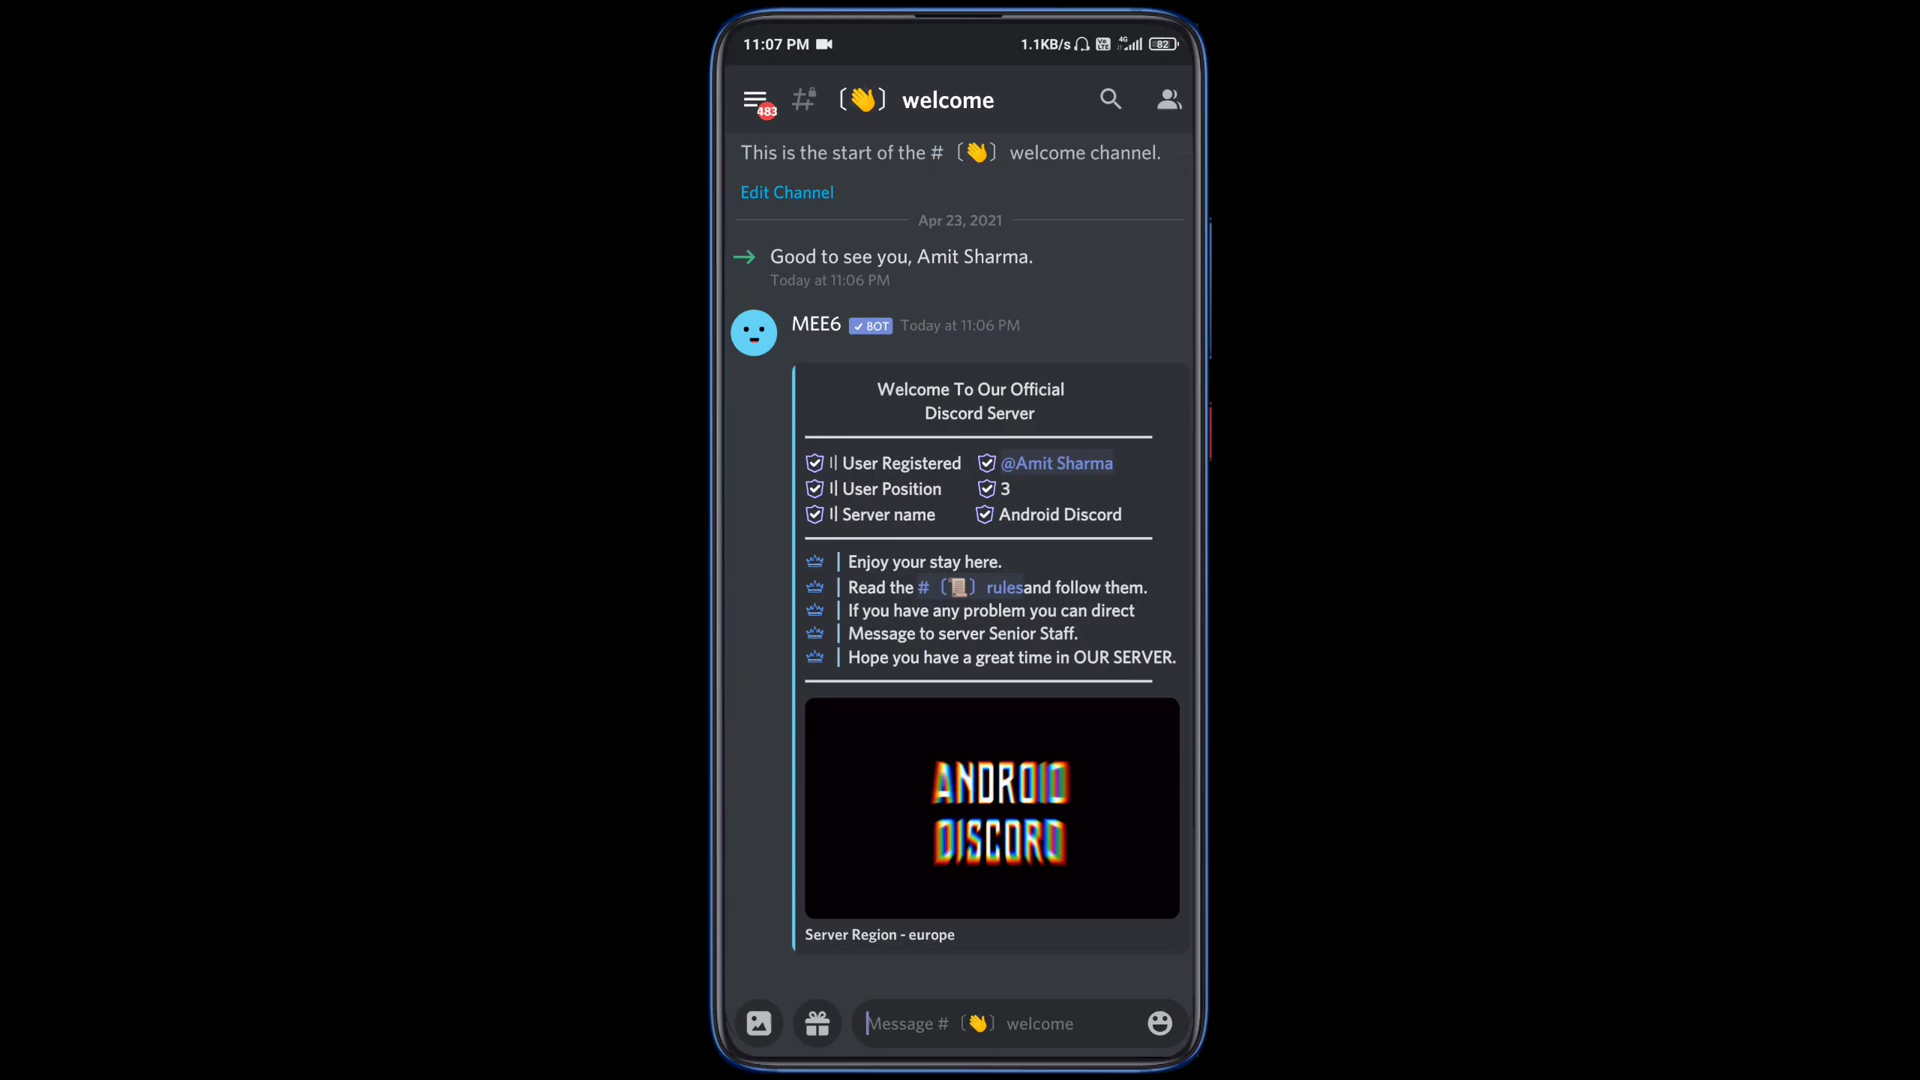 11:07 PM 1.1KB/s Vo LTE 4G 82
483 # 〔👋〕 welcome
This is the start of the # 〔👋〕 welcome channel.
Edit Channel
Apr 23, 2021
Good to see you, Amit Sharma.
Today at 11:06 PM
MEE6 ✓ BOT Today at 11:06 PM
Welcome To Our Official
Discord Server
|| User Registered @Amit Sharma
|| User Position 3
|| Server name Android Discord
| Enjoy your stay here.
| Read the # 〔📜〕 rulesand follow them.
| If you have any problem you can direct
| Message to server Senior Staff.
| Hope you have a great time in OUR SERVER.
ANDROID
DISCORD
Server Region - europe
Message # 〔👋〕 welcome